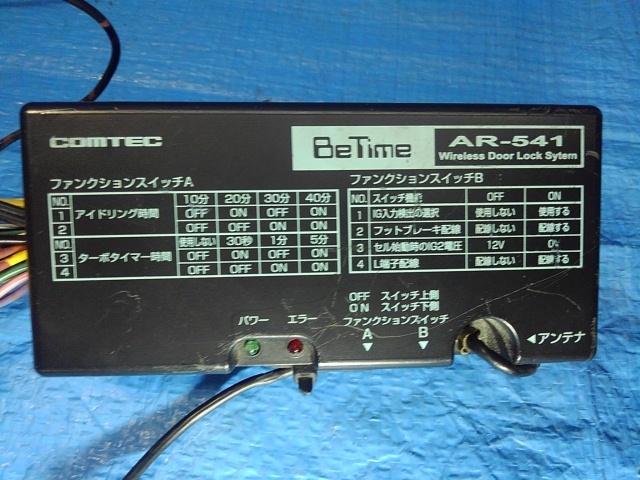 COMTEC
BeTime
AR-541
Wireless Door Lock Sytem
ファンクションスイッチA
NO. 10分 20分 30分 40分
1 アイドリング時間 OFF ON OFF ON
2 OFF OFF ON ON
NO. 使用しない 30秒 1分 5分
3 ターボタイマー時間 OFF ON OFF ON
4 OFF OFF ON ON
ファンクションスイッチB
NO. スイッチ機能 OFF ON
1 IG入力検出の選択 使用しない 使用する
2 フットブレーキ配線 配線しない 配線する
3 セル始動時のIG2電圧 12V 0V
4 L端子配線 配線しない 配線する
OFF スイッチ上側
ON スイッチ下側
パワー エラー ファンクションスイッチ
A B
▼ ▼
◀アンテナ